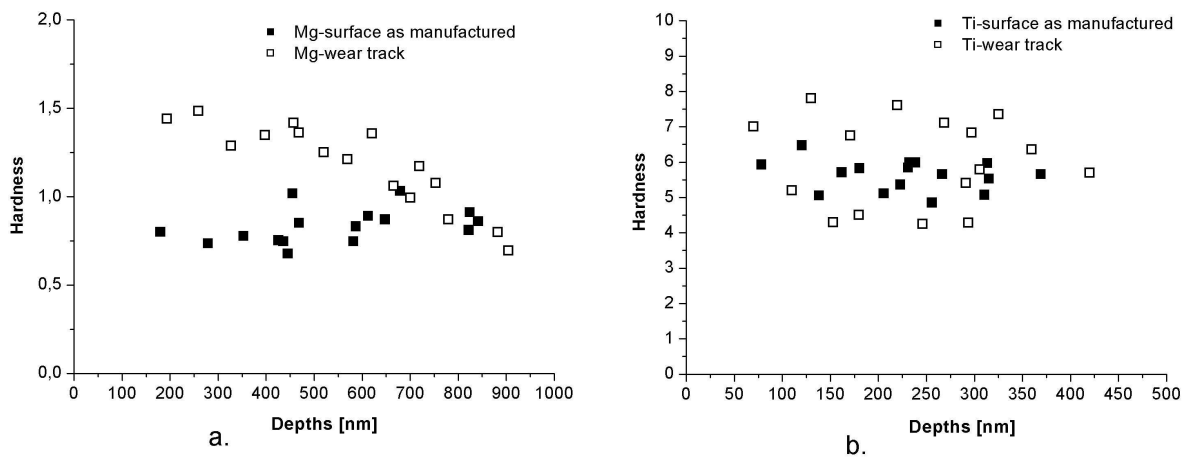 Mg-surface as manufactured
Mg-wear track
2,0
1,5
1,0
0,5
0,0
Hardness
0 100 200 300 400 500 600 700 800 900 1000
Depths [nm]
a.
Ti-surface as manufactured
Ti-wear track
10
9
8
7
6
5
4
3
2
1
0
Hardness
0 50 100 150 200 250 300 350 400 450 500
Depths [nm]
b.